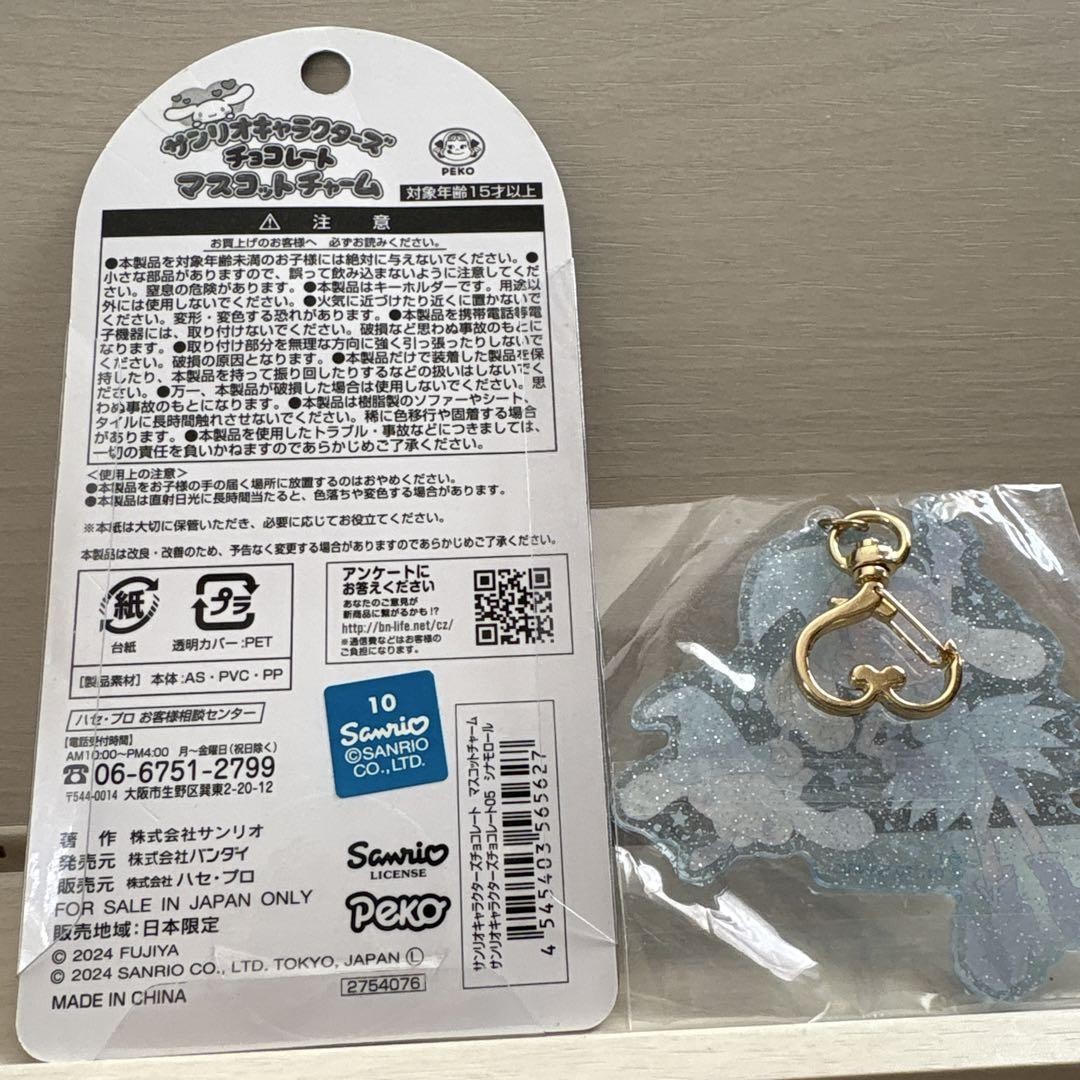 サンリオキャラクターズ
チョコレート
マスコットチャーム
PEKO
対象年齢15才以上
注意
お買上げのお客様へ 必ずお読みください。
●本製品を対象年齢未満のお子様には絶対に与えないでください。●
小さな部品がありますので、誤って飲み込まないように注意してくだ
さい。窒息の危険があります。●本製品はキーホルダーです。用途以
外には使用しないでください。●火気に近づけたり近くに置かないで
ください。変形・変色する恐れがあります。●本製品を携帯電話等電
子機器には、取り付けないでください。破損など思わぬ事故のもとに
なります。●取り付け部分を無理な方向に強く引っ張ったりしないで
ください。破損の原因となります。●本製品だけで装着した製品を保
持したり、本製品を持って振り回したりするなどの扱いはしないでく
ださい。●万一、本製品が破損した場合は使用しないでください。思
わぬ事故のもとになります。●本製品は樹脂製のソファーやシート、
タイルに長時間触れさせないでください。稀に色移行や固着する場合
があります。●本製品を使用したトラブル・事故などにつきましては、
一切の責任を負いかねますのであらかじめご了承ください。
<使用上の注意>
●本製品をお子様の手の届く場所に放置するのはおやめください。
●本製品は直射日光に長時間当たると、色落ちや変色する場合があります。
※本紙は大切に保管いただき、必要に応じてお役立てください。
本製品は改良・改善のため、予告なく変更する場合がありますのであらかじめご了承ください。
紙
台紙
プラ
透明カバー:PET
[製品素材] 本体:AS・PVC・PP
アンケートに
お答えください
あなたのご意見が
新商品に繋がるかも!?
http://bn-life.net/cz/
※通信費などはお客様の
ご負担になります。
ハセ・プロ お客様相談センター
【電話受付時間】
AM10:00〜PM4:00 月〜金曜日(祝日除く)
☎06-6751-2799
〒544-0014 大阪市生野区巽東2-20-12
10
Sanrio
©SANRIO
CO.,LTD.
著作 株式会社サンリオ
発売元 株式会社バンダイ
販売元 株式会社ハセ・プロ
FOR SALE IN JAPAN ONLY
販売地域:日本限定
© 2024 FUJIYA
© 2024 SANRIO CO., LTD. TOKYO, JAPAN Ⓛ
MADE IN CHINA
Sanrio
LICENSE
Peko
2754076
サンリオキャラクターズチョコレート マスコットチャーム
サンリオキャラクターズチョコレート05 シナモロール
4 545403 565627